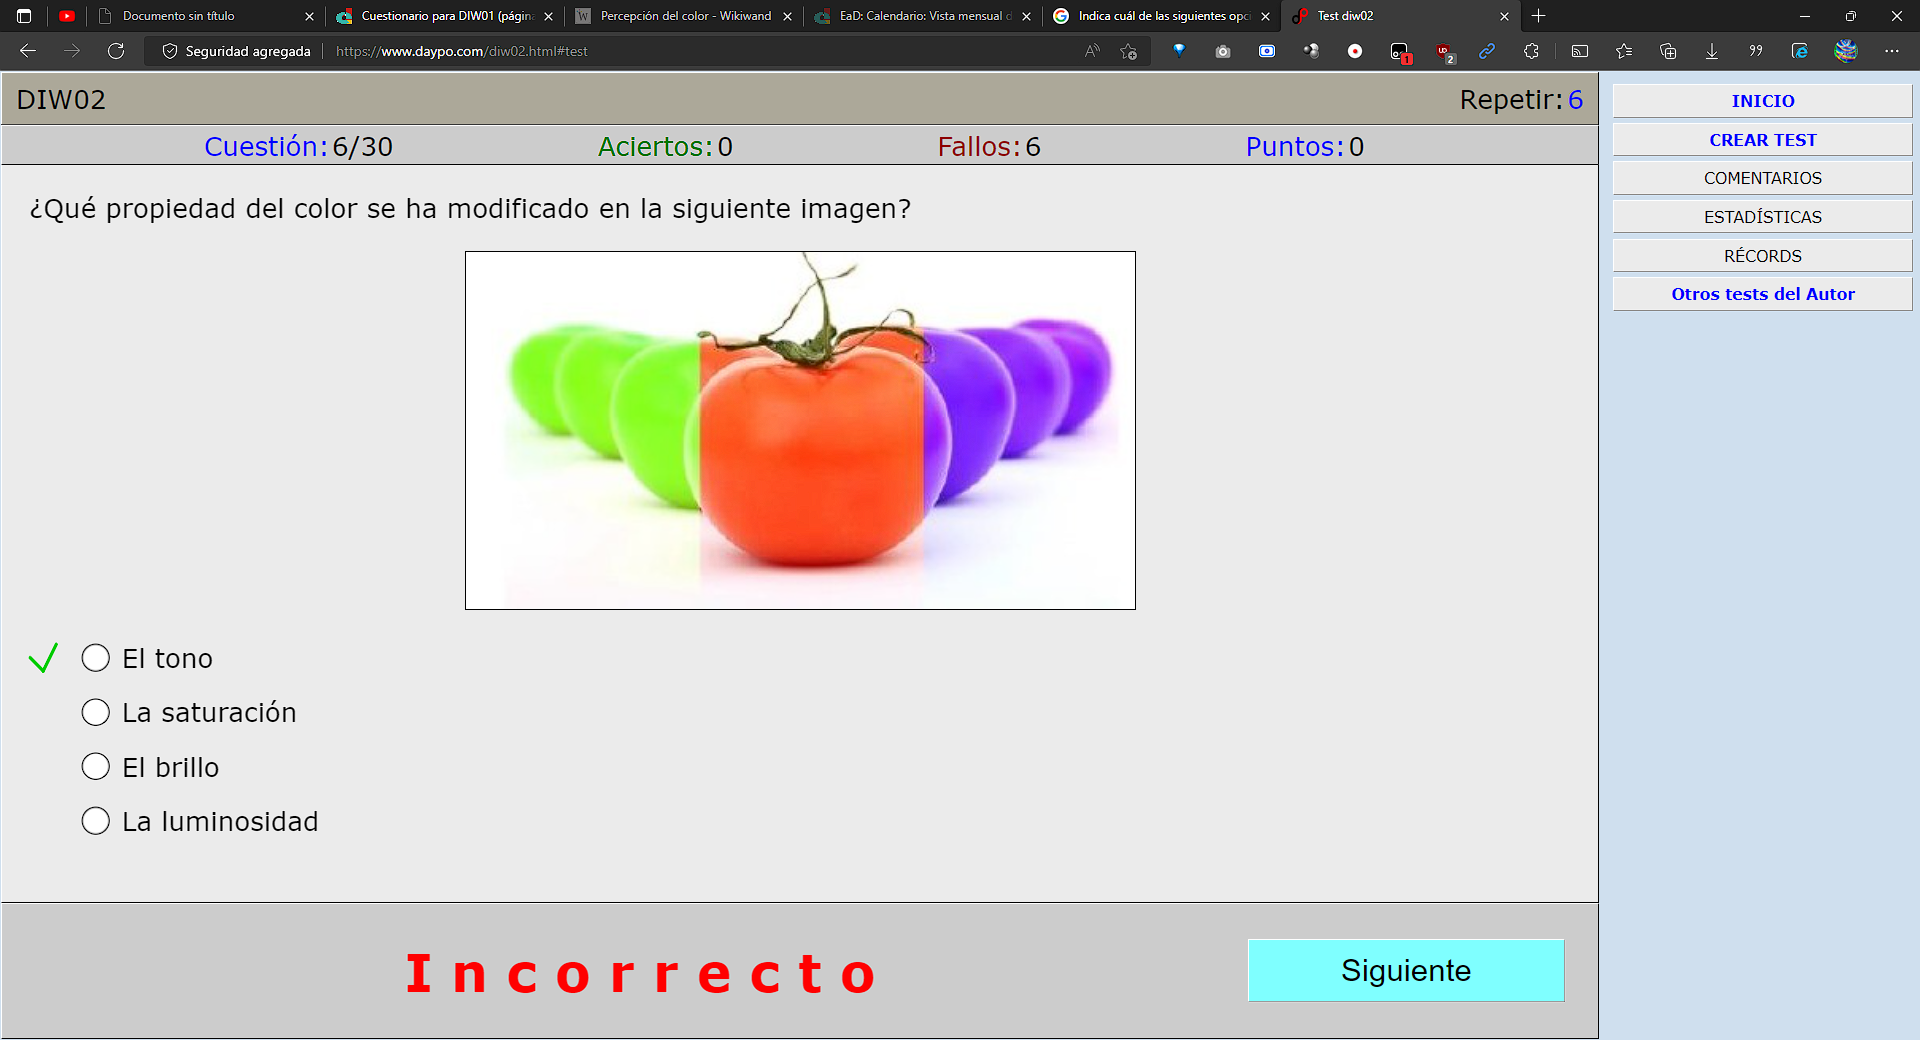 Documento sin título
Cuestionario para DIW01 (págin
Percepción del color - Wikiwand
EaD: Calendario: Vista mensual d
Indica cuál de las siguientes opc
Test diw02
Seguridad agregada
https://www.daypo.com/diw02.html#test
1
2
DIW02
Repetir: 6
Cuestión: 6/30
Aciertos: 0
Fallos: 6
Puntos: 0
¿Qué propiedad del color se ha modificado en la siguiente imagen?
El tono
La saturación
El brillo
La luminosidad
Incorrecto
Siguiente
INICIO
CREAR TEST
COMENTARIOS
ESTADÍSTICAS
RÉCORDS
Otros tests del Autor